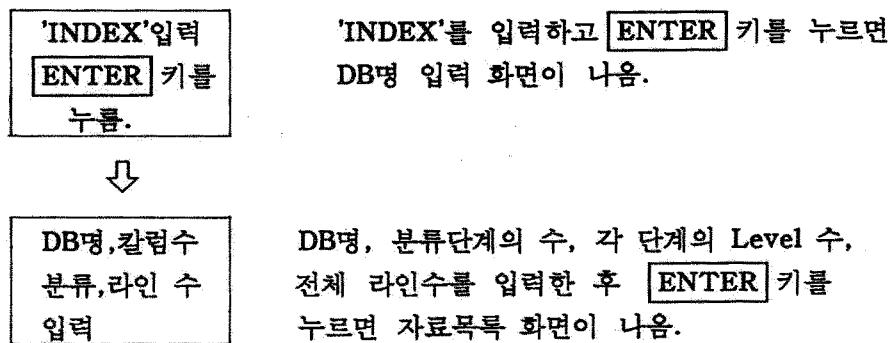 'INDEX'입력
ENTER 키를
누름.
'INDEX'를 입력하고 ENTER 키를 누르면
DB명 입력 화면이 나음.
DB명,칼럼수
분류,라인 수
입력
DB명, 분류단계의 수, 각 단계의 Level 수,
전체 라인수를 입력한 후 ENTER 키를
누르면 자료목록 화면이 나음.